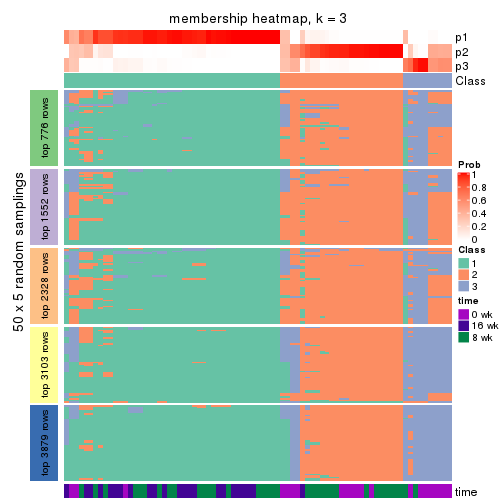 membership heatmap, k = 3
p1
p2
p3
Class
50 x 5 random samplings
top 776 rows
top 1552 rows
top 2328 rows
top 3103 rows
top 3879 rows
Prob
1
0.8
0.6
0.4
0.2
0
Class
1
2
3
time
0 wk
16 wk
8 wk
time